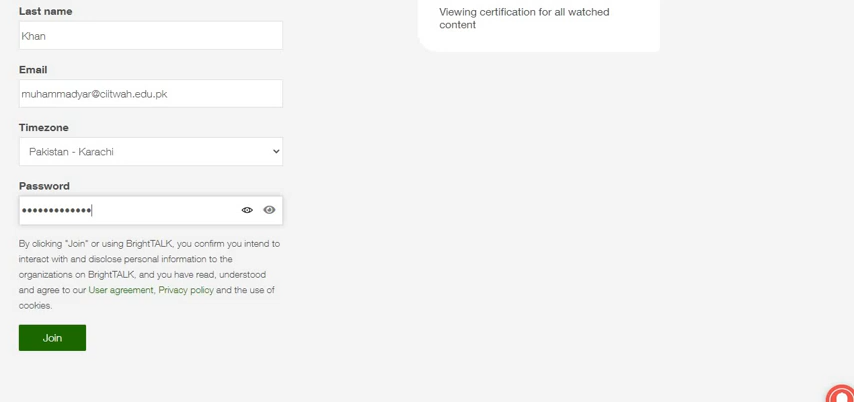 Last name
Khan
Email
muhammadyar@ciitwah.edu.pk
Timezone
Pakistan - Karachi
Password
•••••••••••••
By clicking "Join" or using BrightTALK, you confirm you intend to
interact with and disclose personal information to the
organizations on BrightTALK, and you have read, understood
and agree to our User agreement, Privacy policy and the use of
cookies.
Join
Viewing certification for all watched
content